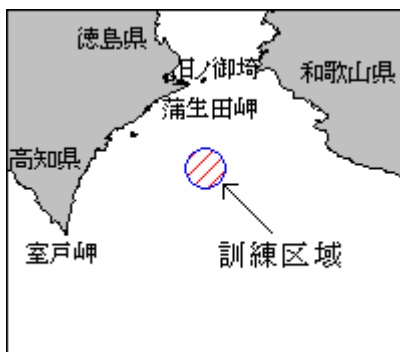 徳島県
日ノ御埼
和歌山県
蒲生田岬
高知県
室戸岬
訓練区域